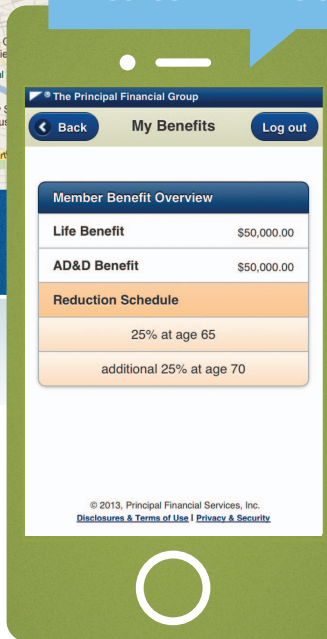 ® The Principal Financial Group
Back My Benefits Log out
Member Benefit Overview
Life Benefit $50,000.00
AD&D Benefit $50,000.00
Reduction Schedule
25% at age 65
additional 25% at age 70
© 2013, Principal Financial Services, Inc.
Disclosures & Terms of Use | Privacy & Security